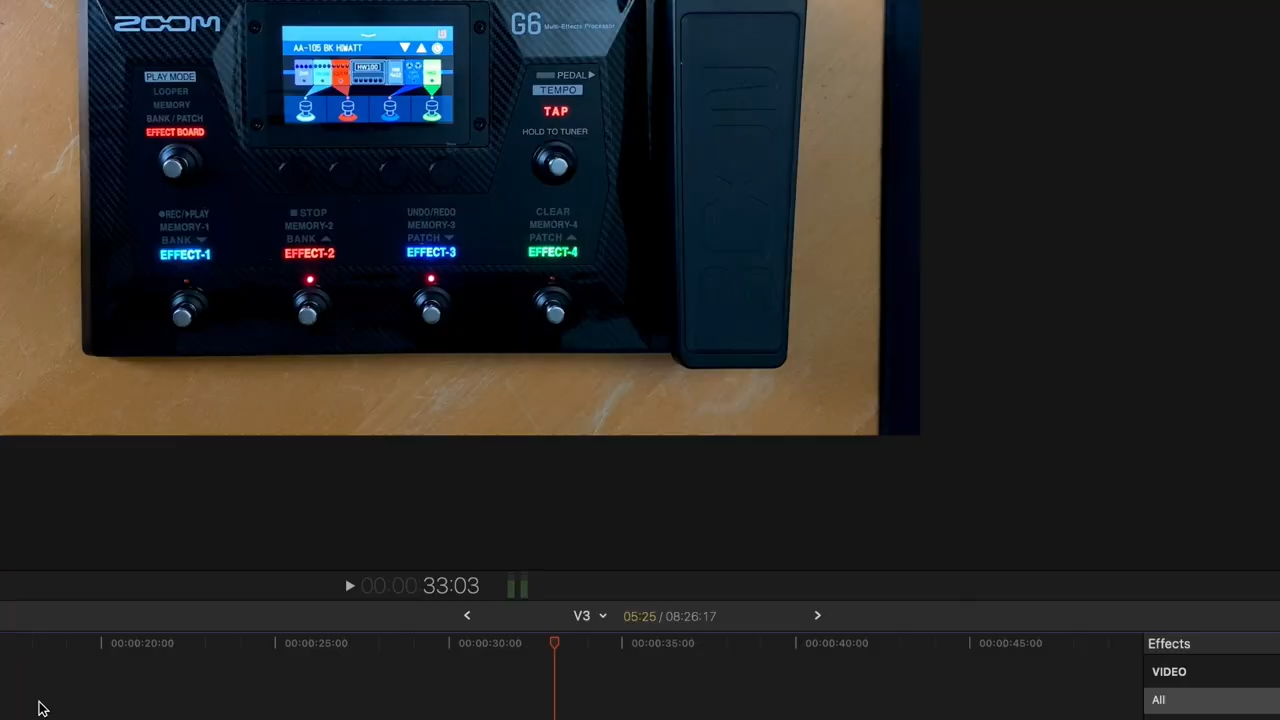 ZOOM
G6 Multi-Effects Processor
AA-105 BK HIWATT
HW100
PLAY MODE
LOOPER
MEMORY
BANK / PATCH
EFFECT BOARD
PEDAL
TEMPO
TAP
HOLD TO TUNER
REC/PLAY
MEMORY-1
BANK
EFFECT-1
STOP
MEMORY-2
BANK
EFFECT-2
UNDO/REDO
MEMORY-3
PATCH
EFFECT-3
CLEAR
MEMORY-4
PATCH
EFFECT-4
00:00 33:03
V3 05:25 / 08:26:17
00:00:20:00 00:00:25:00 00:00:30:00 00:00:35:00 00:00:40:00 00:00:45:00
Effects
VIDEO
All